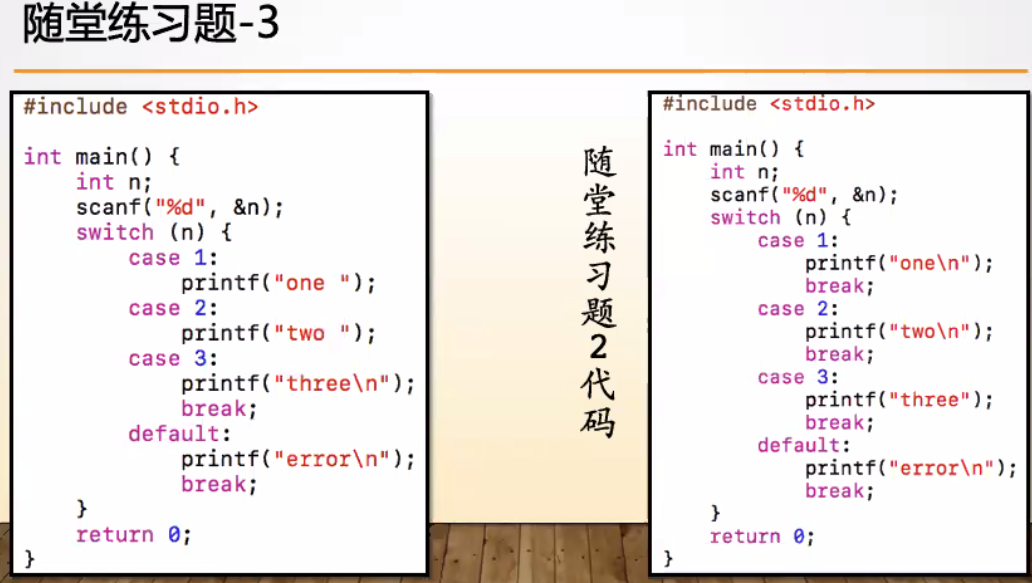 随堂练习题-3
#include <stdio.h>
int main() {
    int n;
    scanf("%d", &n);
    switch (n) {
        case 1:
            printf("one ");
        case 2:
            printf("two ");
        case 3:
            printf("three\n");
            break;
        default:
            printf("error\n");
            break;
    }
    return 0;
}
随堂练习题2代码
#include <stdio.h>
int main() {
    int n;
    scanf("%d", &n);
    switch (n) {
        case 1:
            printf("one\n");
            break;
        case 2:
            printf("two\n");
            break;
        case 3:
            printf("three");
            break;
        default:
            printf("error\n");
            break;
    }
    return 0;
}